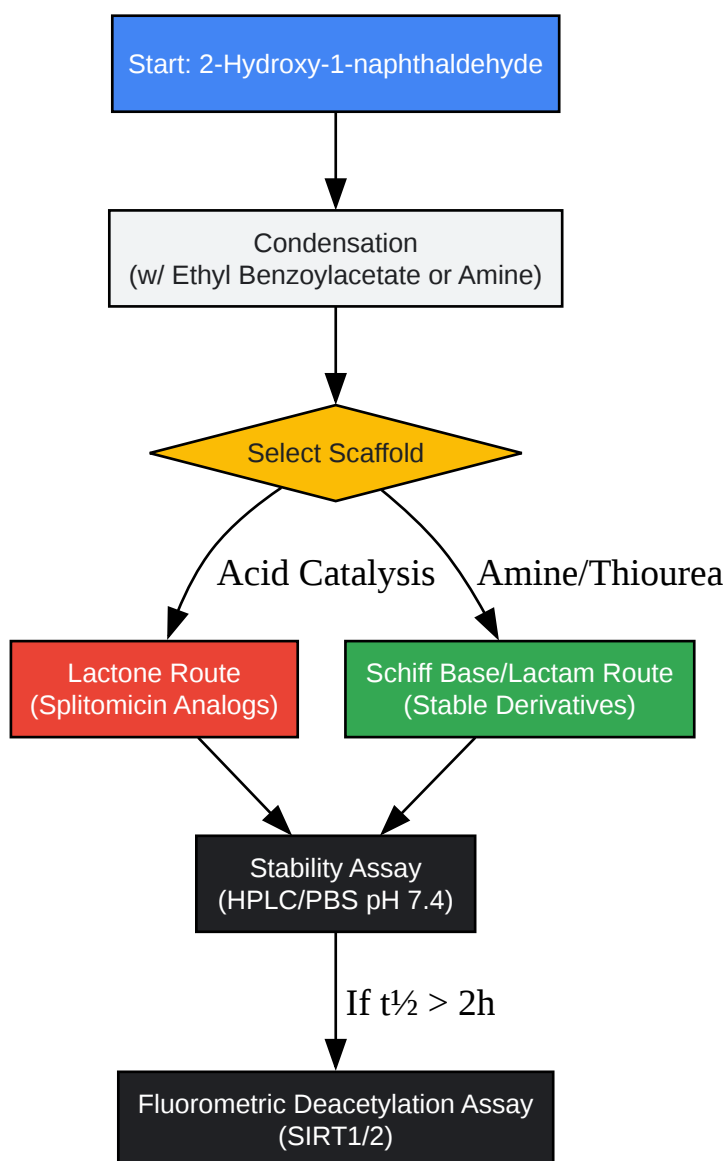 Start: 2-Hydroxy-1-naphthaldehyde
Condensation
(w/ Ethyl Benzoylacetate or Amine)
Select Scaffold
Acid Catalysis
Amine/Thiourea
Lactone Route
(Splitomicin Analogs)
Schiff Base/Lactam Route
(Stable Derivatives)
Stability Assay
(HPLC/PBS pH 7.4)
If t½ > 2h
Fluorometric Deacetylation Assay
(SIRT1/2)